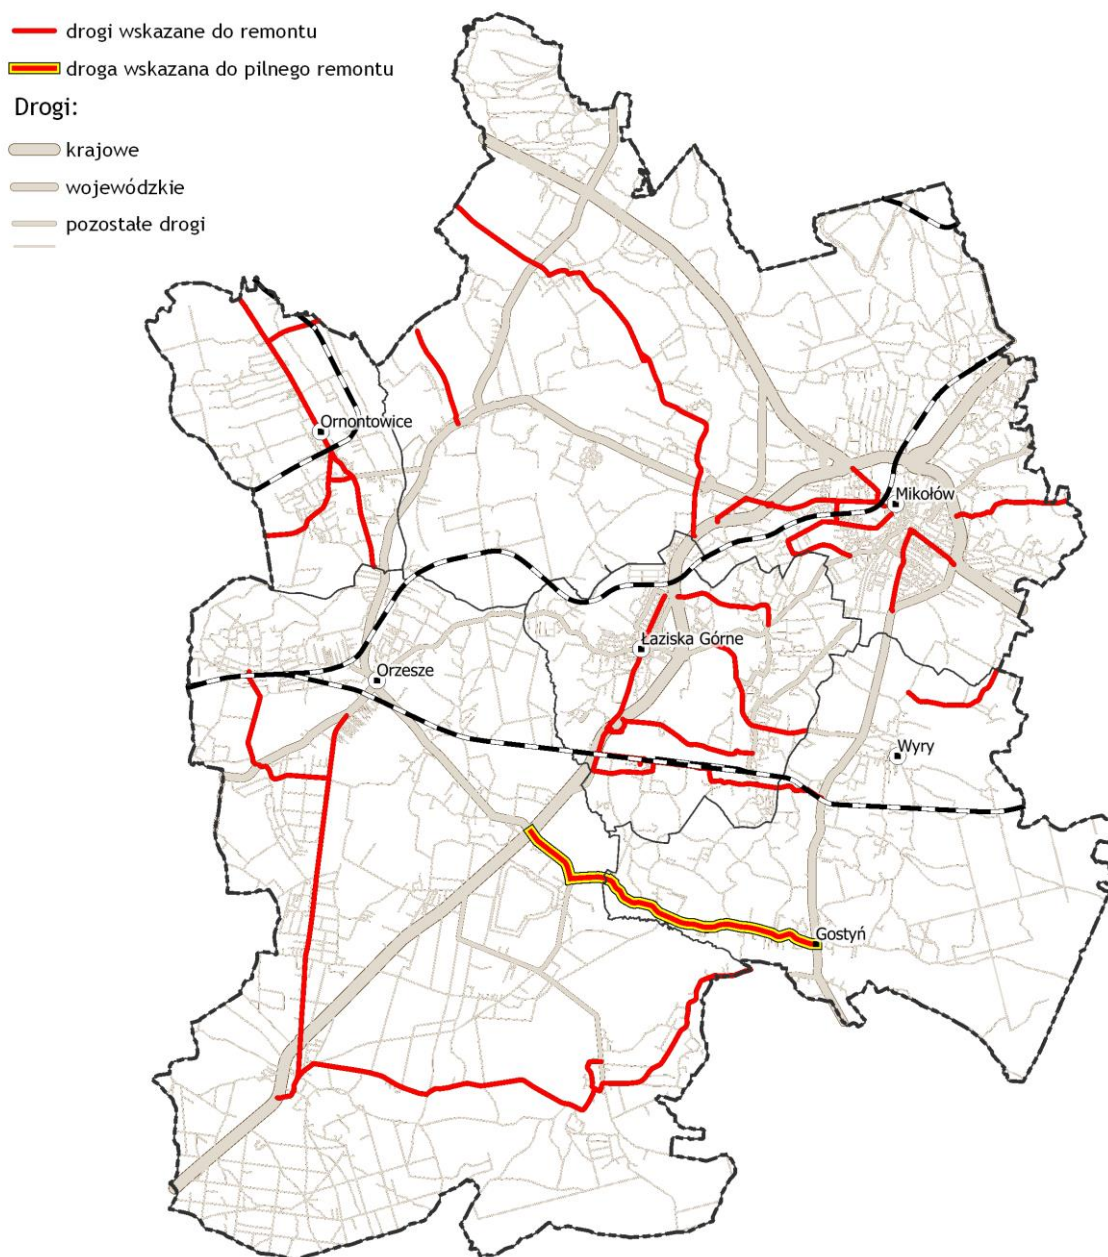 drogi wskazane do remontu
droga wskazana do pilnego remontu
Drogi:
krajowe
wojewódzkie
pozostałe drogi
Ornontowice
Mikołów
Łaziska Górne
Orzesze
Wyry
Gostyń